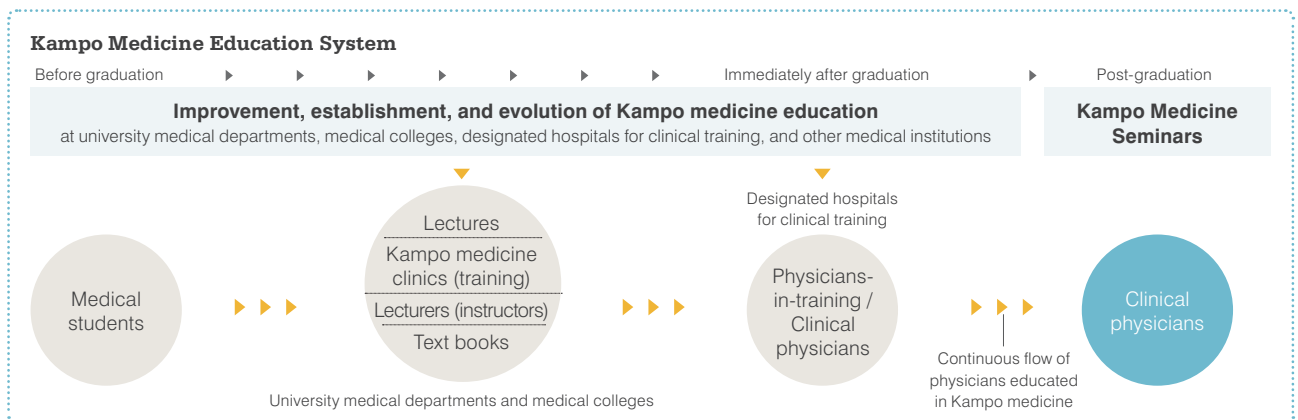 Kampo Medicine Education System
Before graduation
Immediately after graduation
Post-graduation
Improvement, establishment, and evolution of Kampo medicine education
at university medical departments, medical colleges, designated hospitals for clinical training, and other medical institutions
Kampo Medicine
Seminars
Medical
students
Lectures
Kampo medicine
clinics (training)
Lecturers (instructors)
Text books
University medical departments and medical colleges
Designated hospitals
for clinical training
Physicians-
in-training /
Clinical
physicians
Continuous flow of
physicians educated
in Kampo medicine
Clinical
physicians